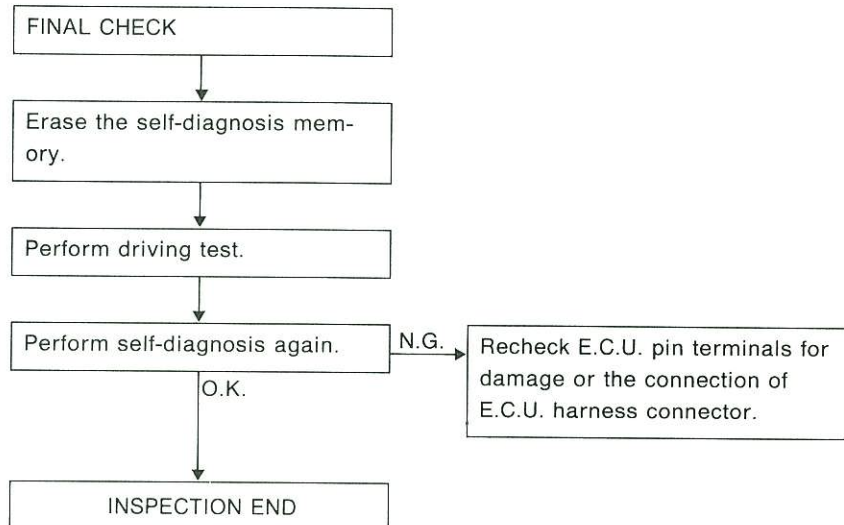 FINAL CHECK
Erase the self-diagnosis mem-
ory.
Perform driving test.
Perform self-diagnosis again.
N.G.
Recheck E.C.U. pin terminals for
damage or the connection of
E.C.U. harness connector.
O.K.
INSPECTION END